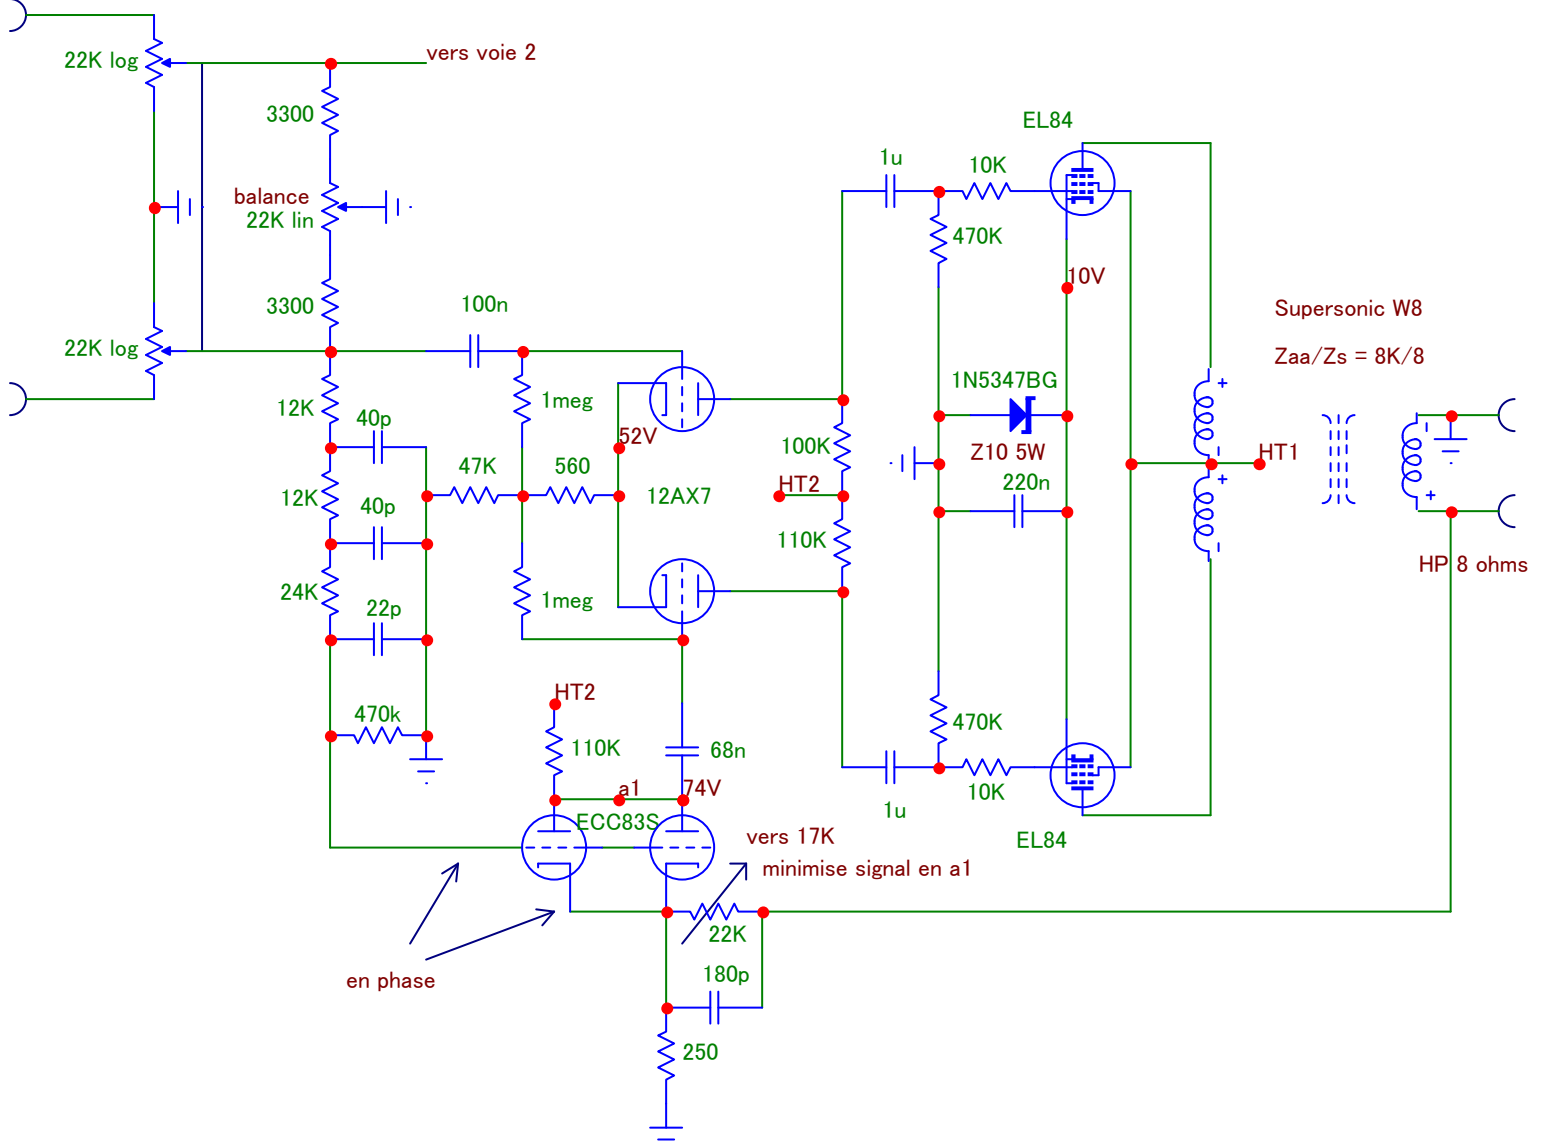 22K log
vers voie 2
3300
EL84
1u
10K
balance
22K lin
470K
10V
3300
100n
Supersonic W8
22K log
Zaa/Zs = 8K/8
1N5347BG
12K
1meg
40p
52V
100K
Z10 5W
HT1
47K
560
HT2
220n
12K
12AX7
40p
110K
HP 8 ohms
24K
22p
1meg
HT2
470k
470K
110K
68n
10K
a1
74V
1u
ECC83S
vers 17K
EL84
minimise signal en a1
22K
en phase
180p
250